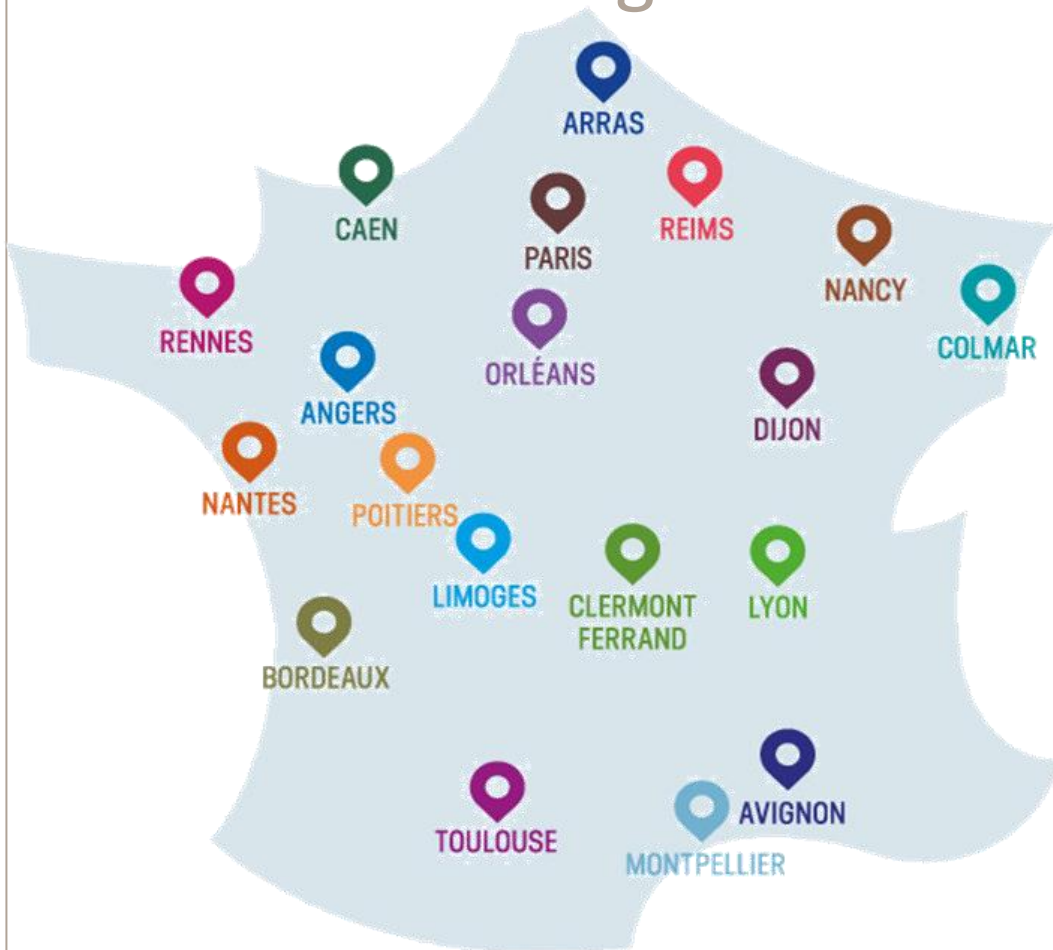 ARRAS
CAEN
REIMS
PARIS
NANCY
RENNES
COLMAR
ORLÉANS
ANGERS
DIJON
NANTES
POITIERS
LIMOGES
CLERMONT
FERRAND
LYON
BORDEAUX
AVIGNON
TOULOUSE
MONTPELLIER